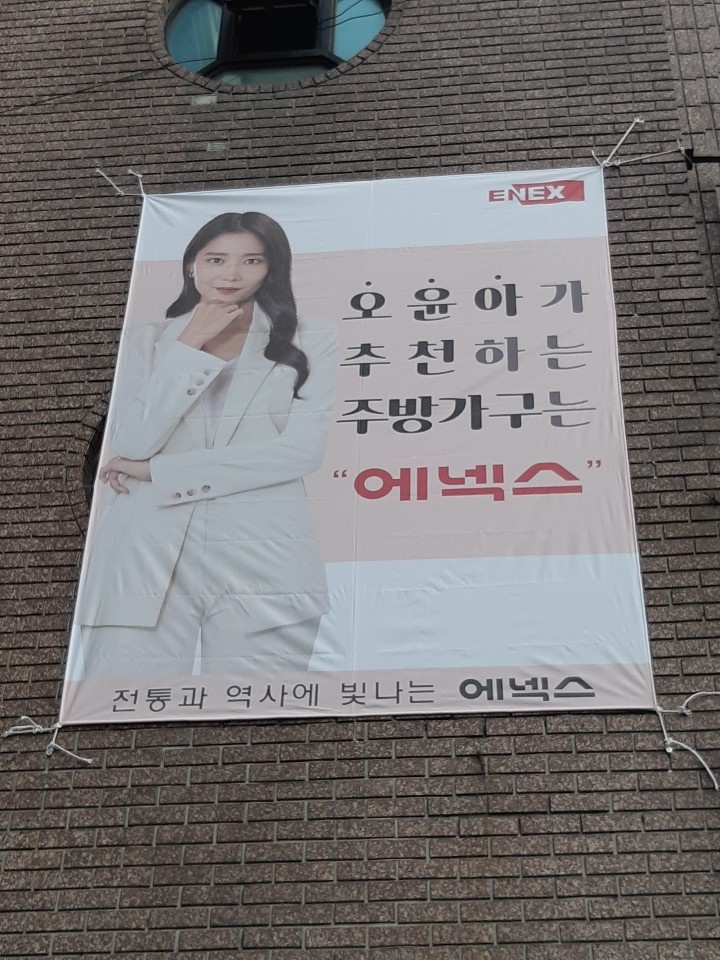 ENEX
오윤아가
추천하는
주방가구는
“에넥스”
전통과 역사에 빛나는 에넥스